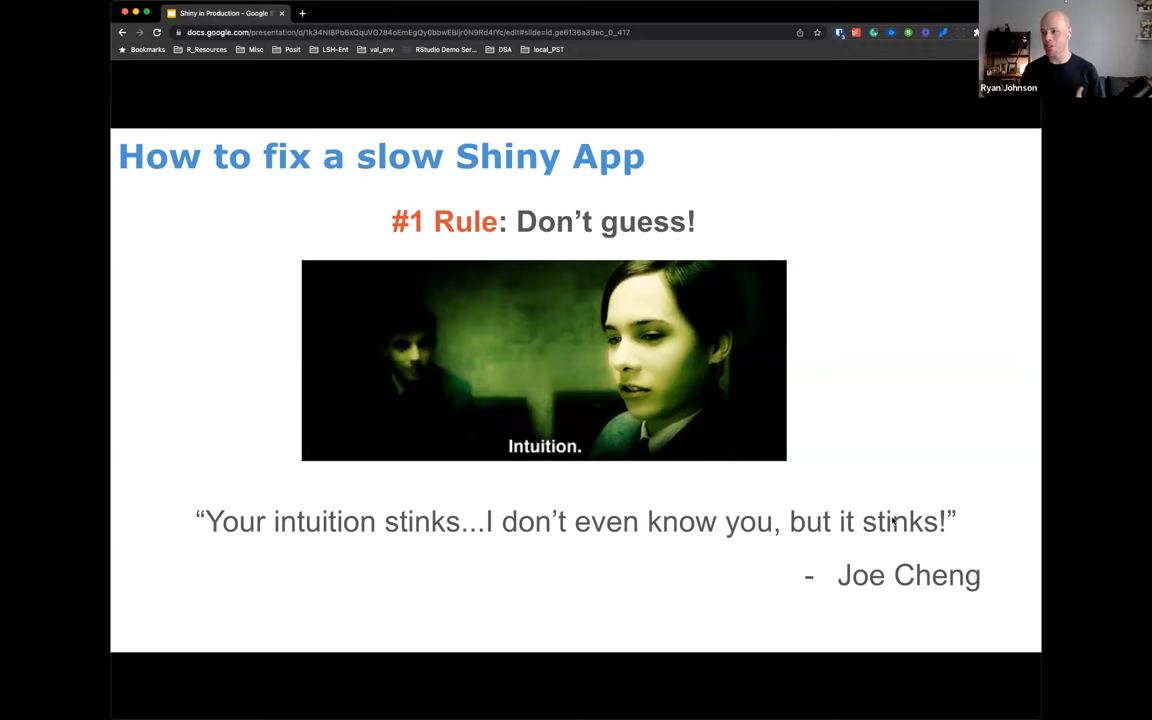 Shiny in Production - Google S
docs.google.com/presentation/d/1k34NI8Pb6xQquVG784oEmEgQy0bbwEBijr0N9Rd4lYc/edit#slide=id.ge6136a39ec_0_417
Bookmarks R_Resources Misc Posit LSH-Ent val_env RStudio Demo Ser... DSA local_PST
Ryan Johnson
How to fix a slow Shiny App
#1 Rule: Don’t guess!
Intuition.
“Your intuition stinks...I don’t even know you, but it stinks!”
- Joe Cheng